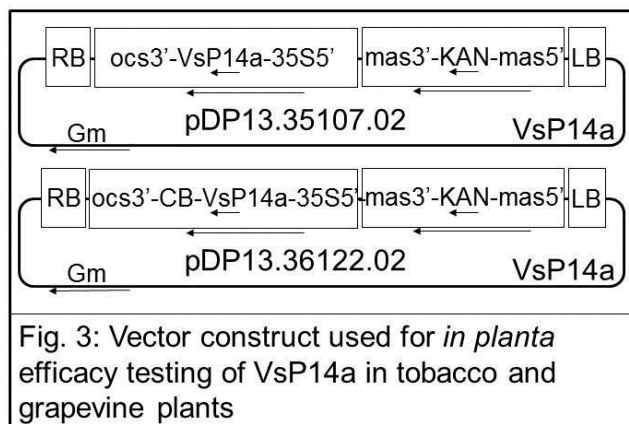 RB ocs3'-VsP14a-35S5' mas3'-KAN-mas5' LB
pDP13.35107.02 VsP14a
Gm
RB ocs3'-CB-VsP14a-35S5' mas3'-KAN-mas5' LB
pDP13.36122.02 VsP14a
Gm
Fig. 3: Vector construct used for in planta
efficacy testing of VsP14a in tobacco and
grapevine plants